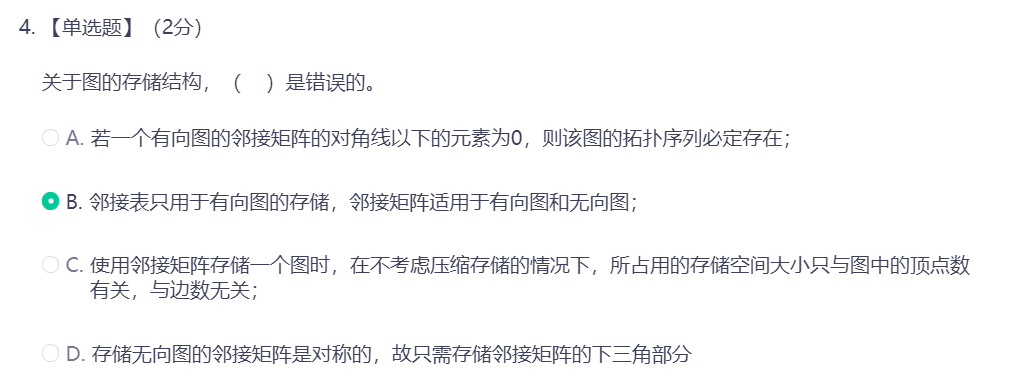 4. 【单选题】（2分）
关于图的存储结构，（　）是错误的。
A. 若一个有向图的邻接矩阵的对角线以下的元素为0，则该图的拓扑序列必定存在；
B. 邻接表只用于有向图的存储，邻接矩阵适用于有向图和无向图；
C. 使用邻接矩阵存储一个图时，在不考虑压缩存储的情况下，所占用的存储空间大小只与图中的顶点数
有关，与边数无关；
D. 存储无向图的邻接矩阵是对称的，故只需存储邻接矩阵的下三角部分